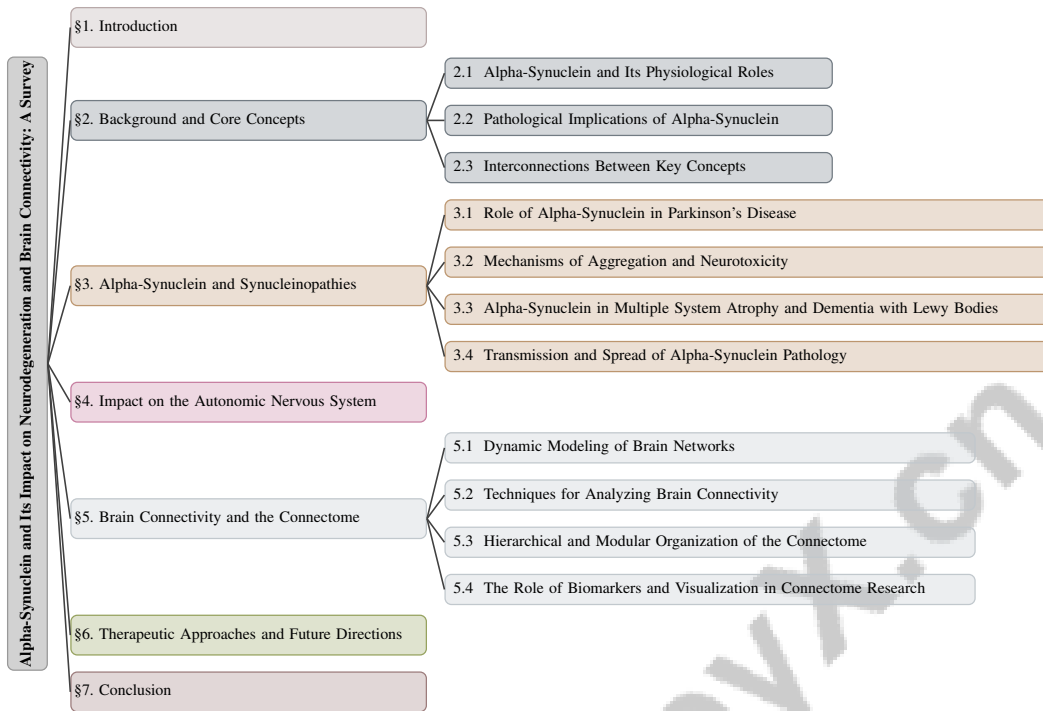 Alpha-Synuclein and Its Impact on Neurodegeneration and Brain Connectivity: A Survey
§1. Introduction
§2. Background and Core Concepts
2.1 Alpha-Synuclein and Its Physiological Roles
2.2 Pathological Implications of Alpha-Synuclein
2.3 Interconnections Between Key Concepts
§3. Alpha-Synuclein and Synucleinopathies
3.1 Role of Alpha-Synuclein in Parkinson's Disease
3.2 Mechanisms of Aggregation and Neurotoxicity
3.3 Alpha-Synuclein in Multiple System Atrophy and Dementia with Lewy Bodies
3.4 Transmission and Spread of Alpha-Synuclein Pathology
§4. Impact on the Autonomic Nervous System
§5. Brain Connectivity and the Connectome
5.1 Dynamic Modeling of Brain Networks
5.2 Techniques for Analyzing Brain Connectivity
5.3 Hierarchical and Modular Organization of the Connectome
5.4 The Role of Biomarkers and Visualization in Connectome Research
§6. Therapeutic Approaches and Future Directions
§7. Conclusion